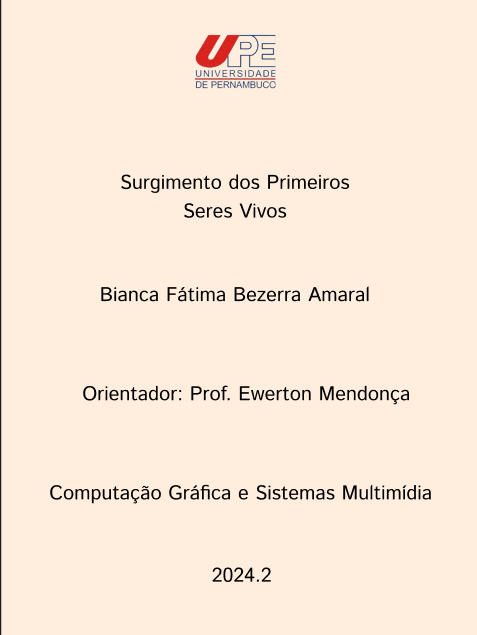 UPE
UNIVERSIDADE
DE PERNAMBUCO
Surgimento dos Primeiros
Seres Vivos
Bianca Fátima Bezerra Amaral
Orientador: Prof. Ewerton Mendonça
Computação Gráfica e Sistemas Multimídia
2024.2